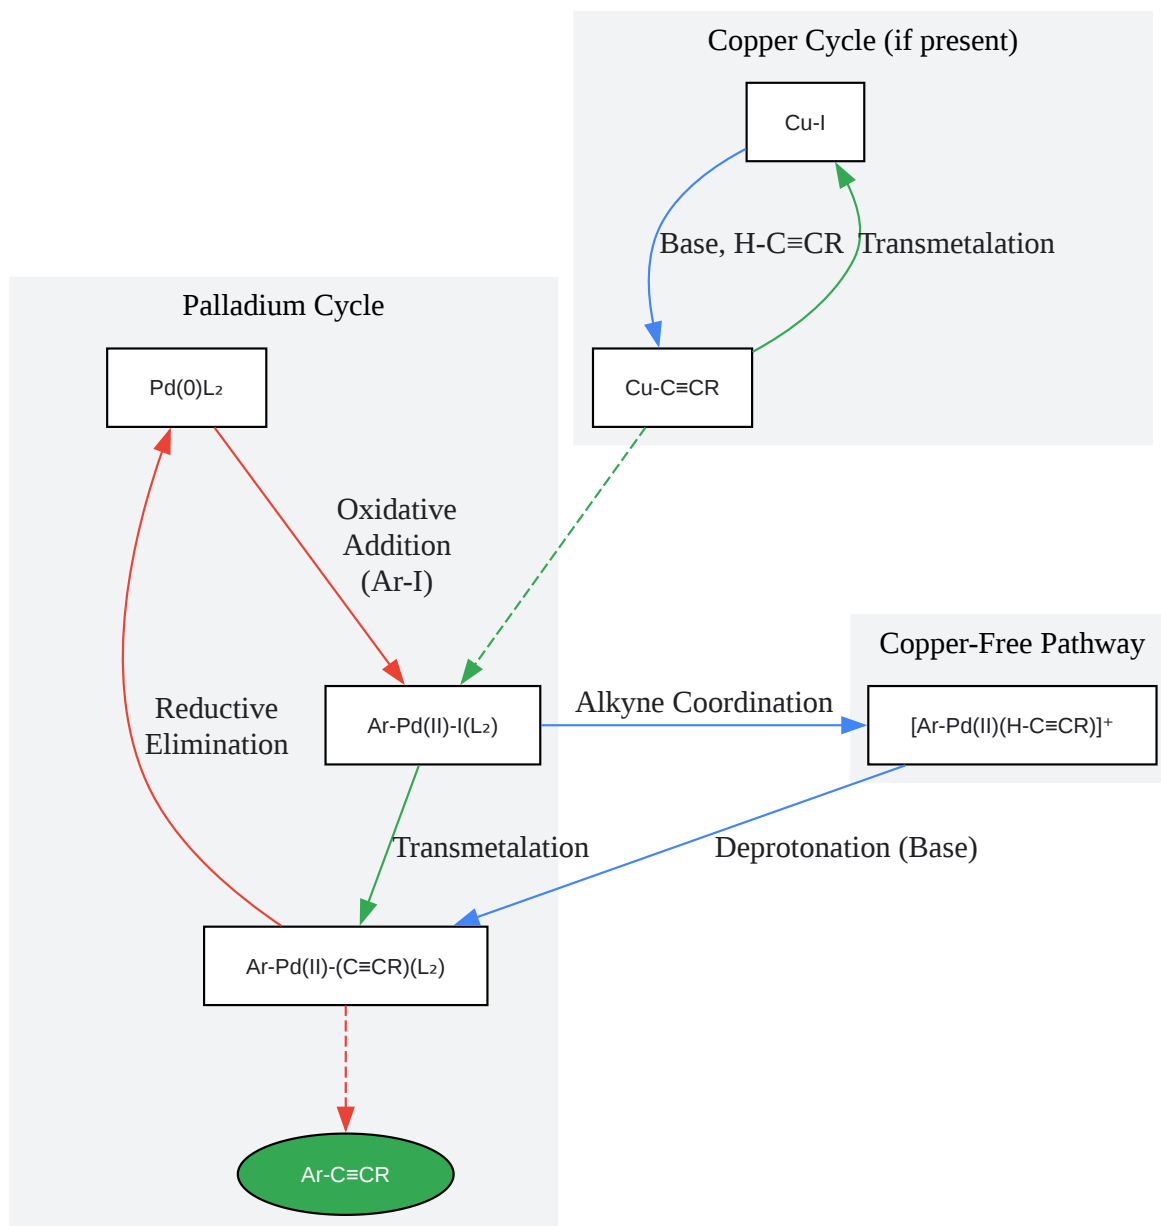 Copper Cycle (if present)
Cu-I
Base, H-C≡CR
Transmetalation
Cu-C≡CR
Palladium Cycle
Pd(0)L₂
Oxidative
Addition
(Ar-I)
Copper-Free Pathway
Ar-Pd(II)-I(L₂)
Alkyne Coordination
[Ar-Pd(II)(H-C≡CR)]⁺
Reductive
Elimination
Transmetalation
Deprotonation (Base)
Ar-Pd(II)-(C≡CR)(L₂)
Ar-C≡CR